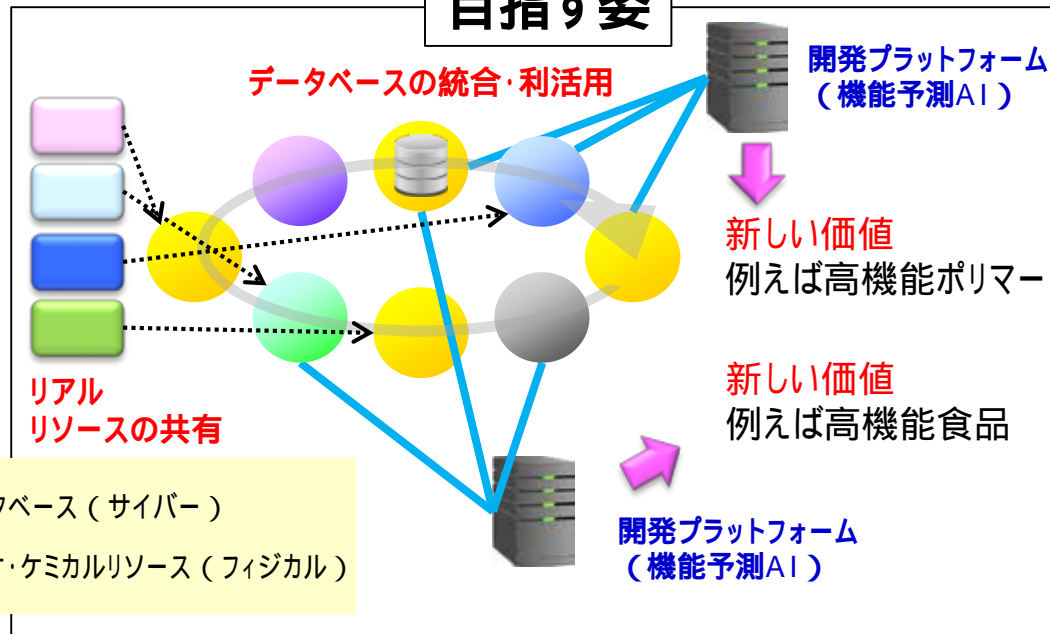 目指す姿
データベースの統合・利活用
開発プラットフォーム
（機能予測AI）
新しい価値
例えば高機能ポリマー
新しい価値
例えば高機能食品
リアル
リソースの共有
タベース（サイバー）
・ケミカルリソース（フィジカル）
開発プラットフォーム
（機能予測AI）